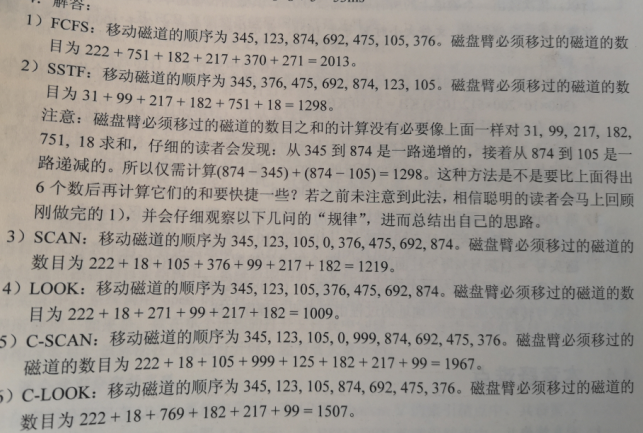 解答：
1）FCFS：移动磁道的顺序为 345, 123, 874, 692, 475, 105, 376。磁盘臂必须移过的磁道的数
目为 222 + 751 + 182 + 217 + 370 + 271 = 2013。
2）SSTF：移动磁道的顺序为 345, 376, 475, 692, 874, 123, 105。磁盘臂必须移过的磁道的数
目为 31 + 99 + 217 + 182 + 751 + 18 = 1298。
注意：磁盘臂必须移过的磁道的数目之和的计算没有必要像上面一样对 31, 99, 217, 182,
751, 18 求和，仔细的读者会发现：从 345 到 874 是一路递增的，接着从 874 到 105 是一
路递减的。所以仅需计算(874 − 345) + (874 − 105) = 1298。这种方法是不是要比上面得出
6 个数后再计算它们的和要快捷一些？若之前未注意到此法，相信聪明的读者会马上回顾
刚做完的 1），并会仔细观察以下几问的“规律”，进而总结出自己的思路。
3）SCAN：移动磁道的顺序为 345, 123, 105, 0, 376, 475, 692, 874。磁盘臂必须移过的磁道的
数目为 222 + 18 + 105 + 376 + 99 + 217 + 182 = 1219。
4）LOOK：移动磁道的顺序为 345, 123, 105, 376, 475, 692, 874。磁盘臂必须移过的磁道的数
目为 222 + 18 + 271 + 99 + 217 + 182 = 1009。
5）C-SCAN：移动磁道的顺序为 345, 123, 105, 0, 999, 874, 692, 475, 376。磁盘臂必须移过的
磁道的数目为 222 + 18 + 105 + 999 + 125 + 182 + 217 + 99 = 1967。
）C-LOOK：移动磁道的顺序为 345, 123, 105, 874, 692, 475, 376。磁盘臂必须移过的磁道的
数目为 222 + 18 + 769 + 182 + 217 + 99 = 1507。